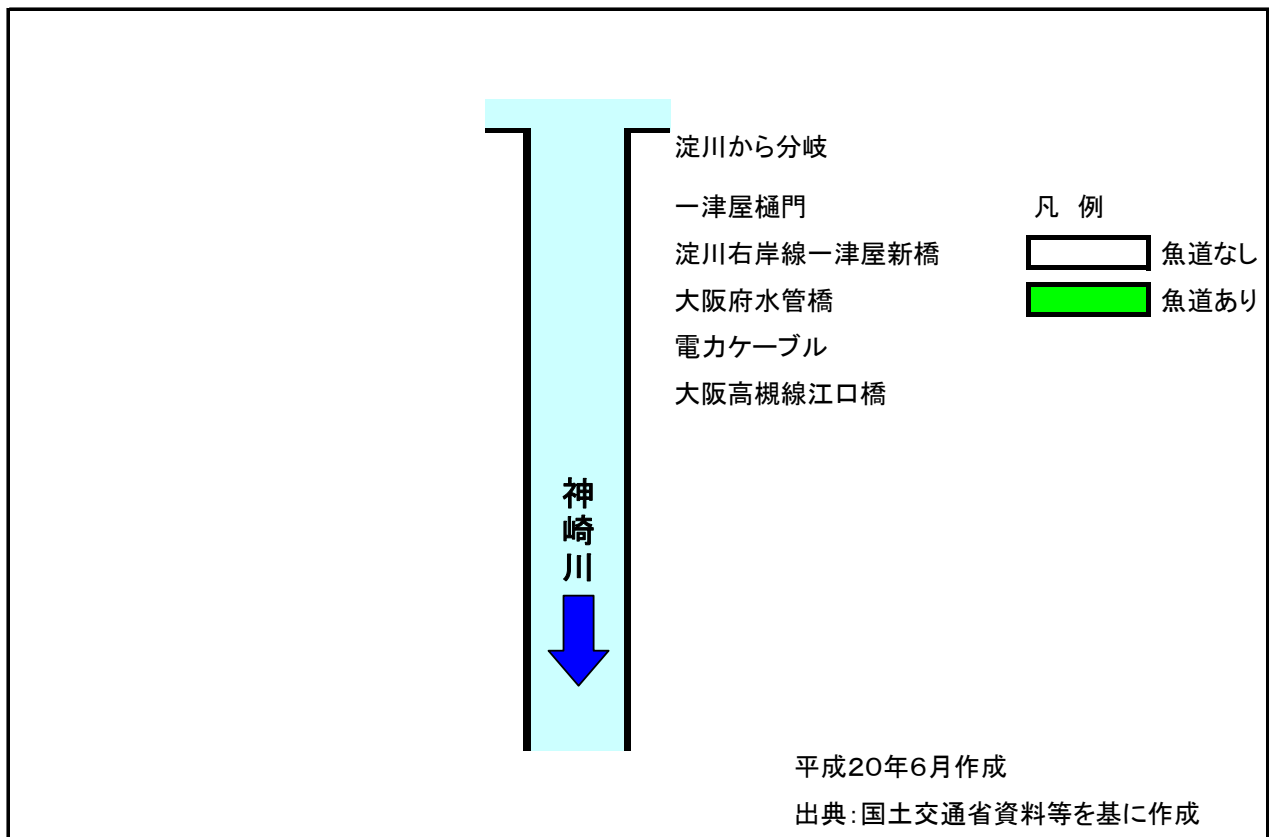 淀川から分岐
一津屋樋門
凡 例
淀川右岸線一津屋新橋
魚道なし
大阪府水管橋
魚道あり
電力ケーブル
大阪高槻線江口橋
神崎川
平成20年6月作成
出典:国土交通省資料等を基に作成